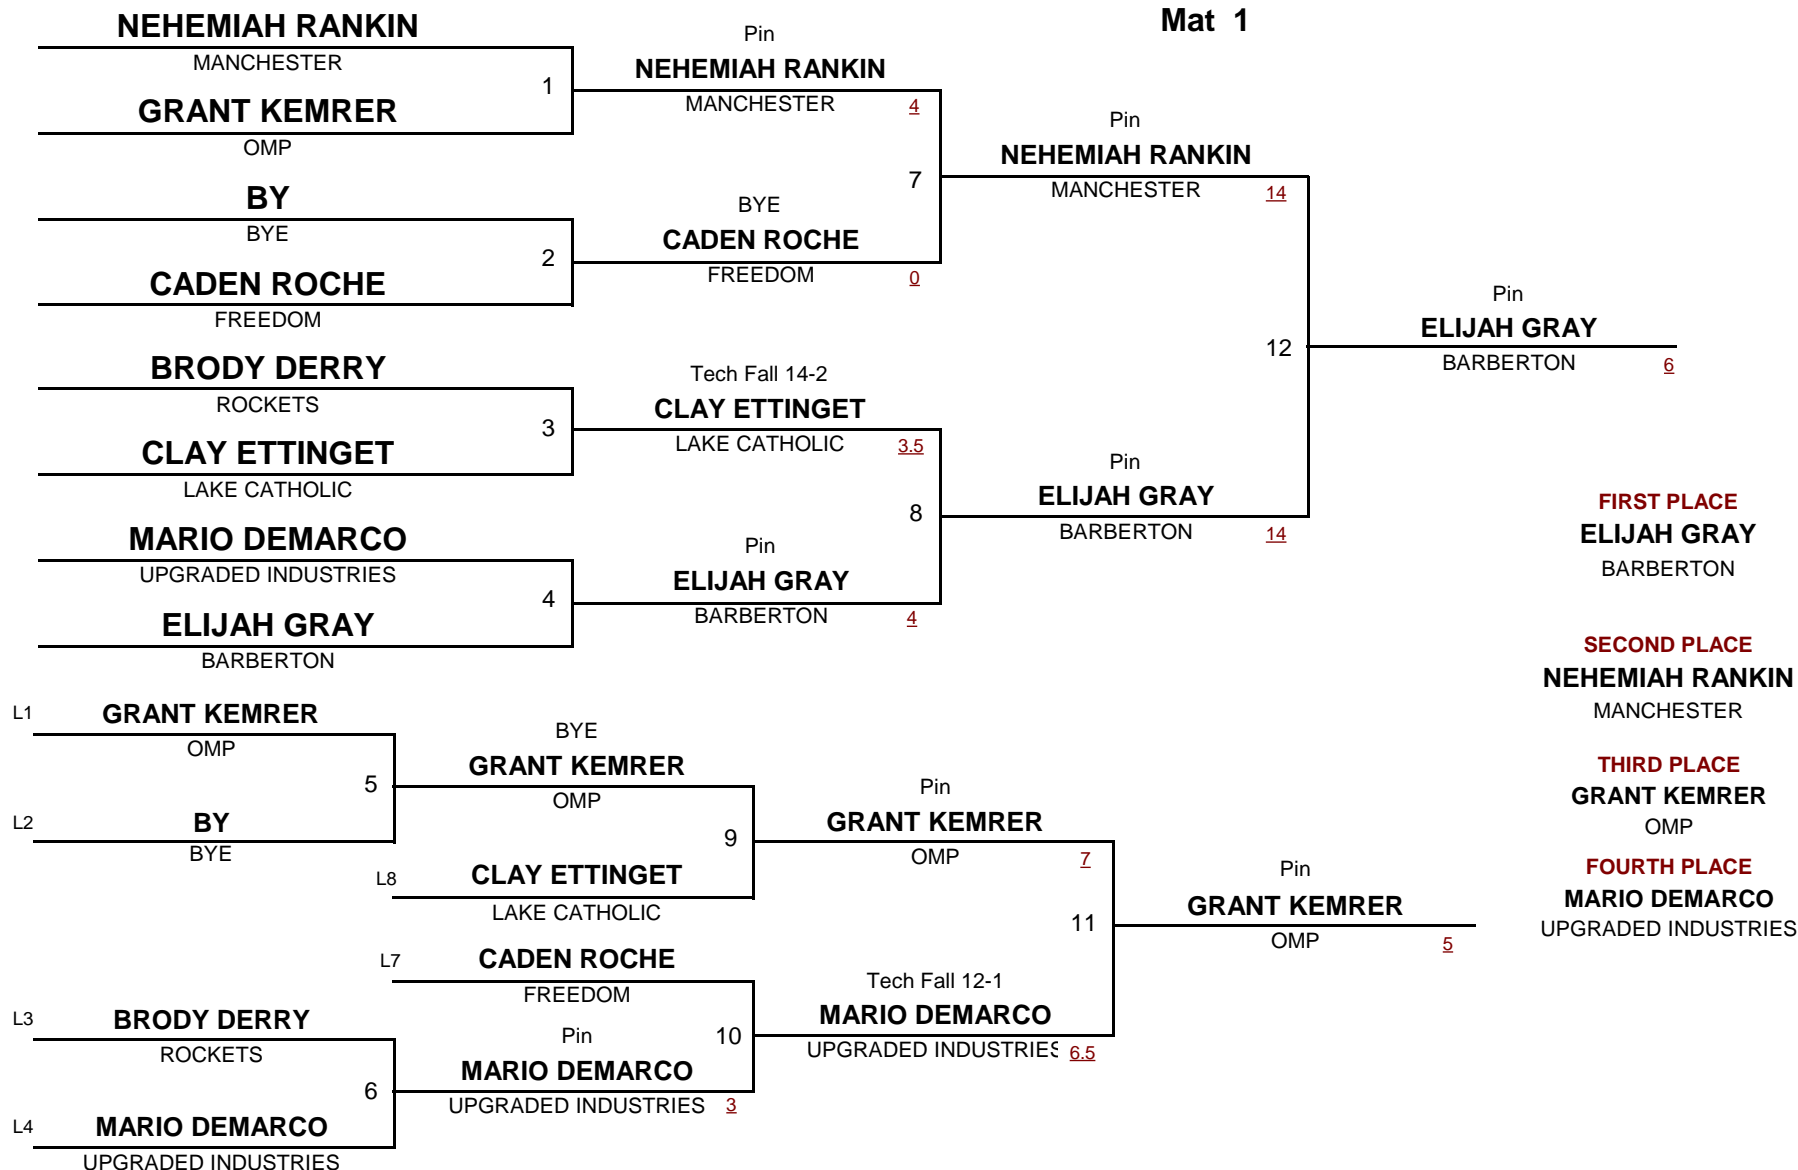 Mat 1
NEHEMIAH RANKIN
MANCHESTER
1
GRANT KEMRER
OMP
BY
BYE
2
CADEN ROCHE
FREEDOM
BRODY DERRY
ROCKETS
3
CLAY ETTINGET
LAKE CATHOLIC
MARIO DEMARCO
UPGRADED INDUSTRIES
4
ELIJAH GRAY
BARBERTON
Pin
NEHEMIAH RANKIN
MANCHESTER 4
7
BYE
CADEN ROCHE
FREEDOM 0
Tech Fall 14-2
CLAY ETTINGET
LAKE CATHOLIC 3.5
8
Pin
ELIJAH GRAY
BARBERTON 4
Pin
NEHEMIAH RANKIN
MANCHESTER 14
12
Pin
ELIJAH GRAY
BARBERTON 14
Pin
ELIJAH GRAY
BARBERTON 6
FIRST PLACE
ELIJAH GRAY
BARBERTON
SECOND PLACE
NEHEMIAH RANKIN
MANCHESTER
THIRD PLACE
GRANT KEMRER
OMP
FOURTH PLACE
MARIO DEMARCO
UPGRADED INDUSTRIES
L1 GRANT KEMRER
OMP
5
L2 BY
BYE
L3 BRODY DERRY
ROCKETS
6
L4 MARIO DEMARCO
UPGRADED INDUSTRIES
BYE
GRANT KEMRER
OMP
9
L8 CLAY ETTINGET
LAKE CATHOLIC
L7 CADEN ROCHE
FREEDOM
10
Pin
MARIO DEMARCO
UPGRADED INDUSTRIES 3
Pin
GRANT KEMRER
OMP 7
11
Tech Fall 12-1
MARIO DEMARCO
UPGRADED INDUSTRIES 6.5
Pin
GRANT KEMRER
OMP 5